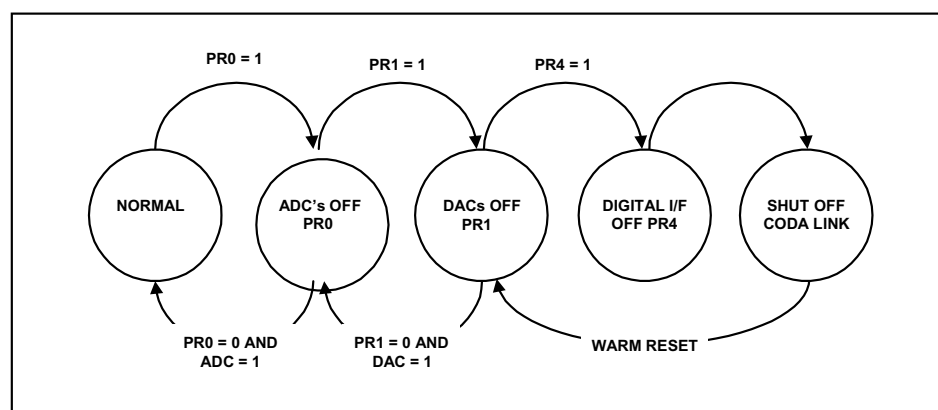 PR0 = 1
PR1 = 1
PR4 = 1
NORMAL
ADC's OFF
PR0
DACs OFF
PR1
DIGITAL I/F
OFF PR4
SHUT OFF
CODA LINK
PR0 = 0 AND
ADC = 1
PR1 = 0 AND
DAC = 1
WARM RESET